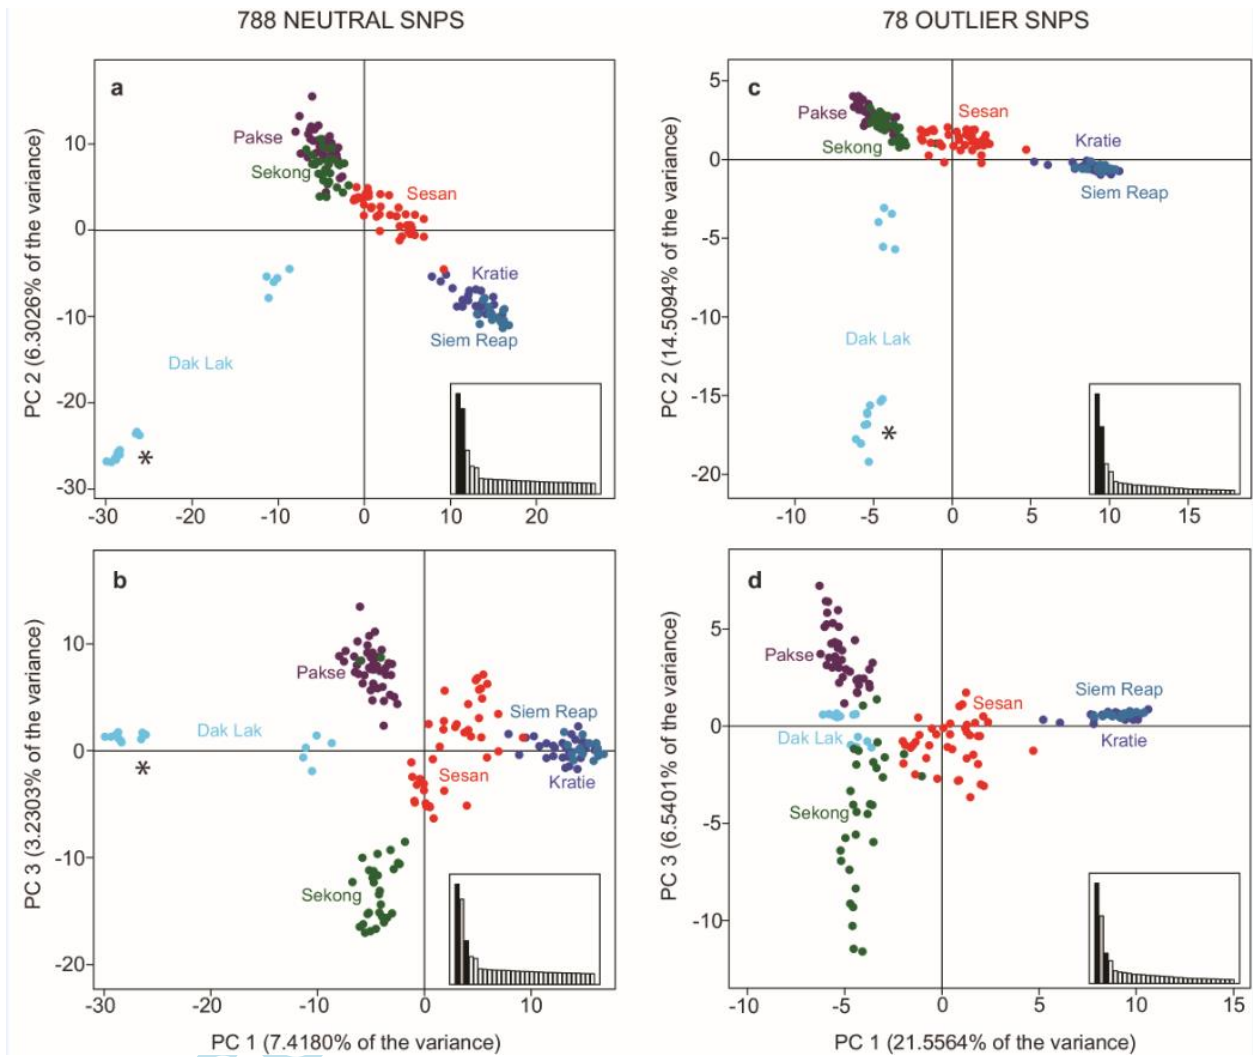 788 NEUTRAL SNPS
78 OUTLIER SNPS
a
Pakse
Sekong
Sesan
Kratie
Siem Reap
Dak Lak
*
PC 2 (6.3026% of the variance)
10
0
-10
-20
-30
-30 -20 -10 0 10 20
c
Pakse
Sekong
Sesan
Kratie
Siem Reap
Dak Lak
*
PC 2 (14.5094% of the variance)
5
0
-5
-10
-15
-20
-10 -5 0 5 10 15
b
Pakse
Dak Lak
*
Siem Reap
Sesan
Kratie
Sekong
PC 3 (3.2303% of the variance)
10
0
-10
-20
-30 -20 -10 0 10
PC 1 (7.4180% of the variance)
d
Pakse
Sesan
Siem Reap
Dak Lak
Kratie
Sekong
PC 3 (6.5401% of the variance)
5
0
-5
-10
-10 -5 0 5 10 15
PC 1 (21.5564% of the variance)